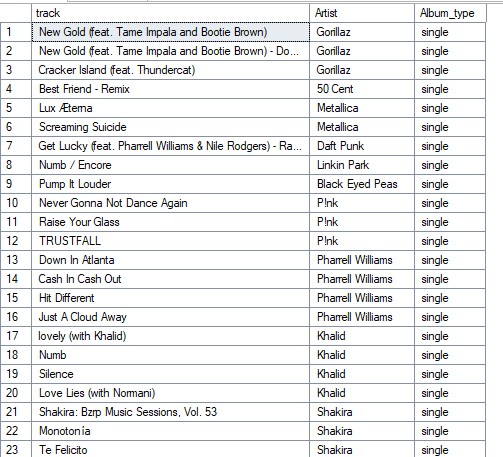 track Artist Album_type
1 New Gold (feat. Tame Impala and Bootie Brown) Gorillaz single
2 New Gold (feat. Tame Impala and Bootie Brown) - Do... Gorillaz single
3 Cracker Island (feat. Thundercat) Gorillaz single
4 Best Friend - Remix 50 Cent single
5 Lux Æterna Metallica single
6 Screaming Suicide Metallica single
7 Get Lucky (feat. Pharrell Williams & Nile Rodgers) - Ra... Daft Punk single
8 Numb / Encore Linkin Park single
9 Pump It Louder Black Eyed Peas single
10 Never Gonna Not Dance Again P!nk single
11 Raise Your Glass P!nk single
12 TRUSTFALL P!nk single
13 Down In Atlanta Pharrell Williams single
14 Cash In Cash Out Pharrell Williams single
15 Hit Different Pharrell Williams single
16 Just A Cloud Away Pharrell Williams single
17 lovely (with Khalid) Khalid single
18 Numb Khalid single
19 Silence Khalid single
20 Love Lies (with Normani) Khalid single
21 Shakira: Bzrp Music Sessions, Vol. 53 Shakira single
22 Monotonía Shakira single
23 Te Felicito Shakira single